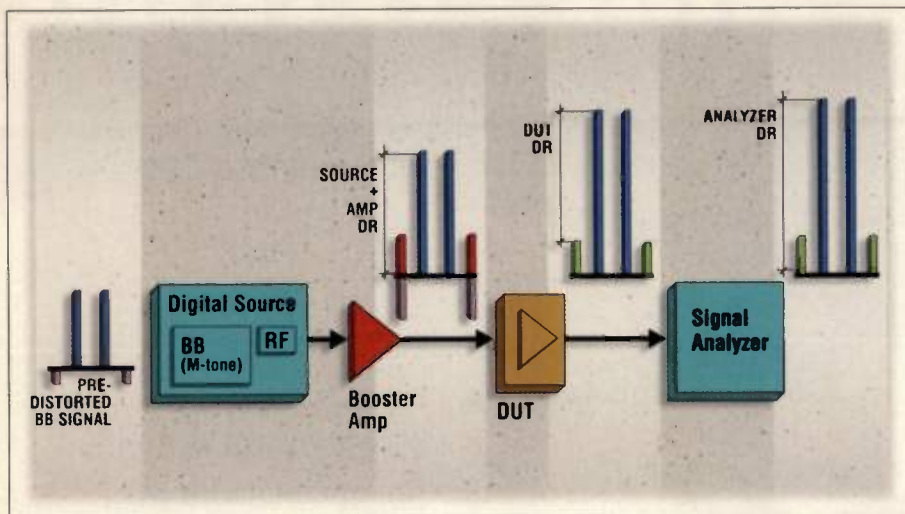 PRE-
DISTORTED
BB SIGNAL
Digital Source
BB
(M-tone)
RF
Booster
Amp
SOURCE
+
AMP
DR
DUT
DR
DUT
ANALYZER
DR
Signal
Analyzer